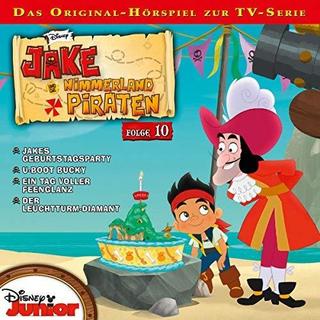 DAS ORIGINAL-HÖRSPIEL ZUR TV-SERIE
Disney
JAKE
UND DIE
NIMMERLAND
PIRATEN
FOLGE 10
JAKES
GEBURTSTAGSPARTY
U-BOOT BUCKY
EIN TAG VOLLER
FEENGLANZ
DER
LEUCHTTURM-DIAMANT
Disney
Junior